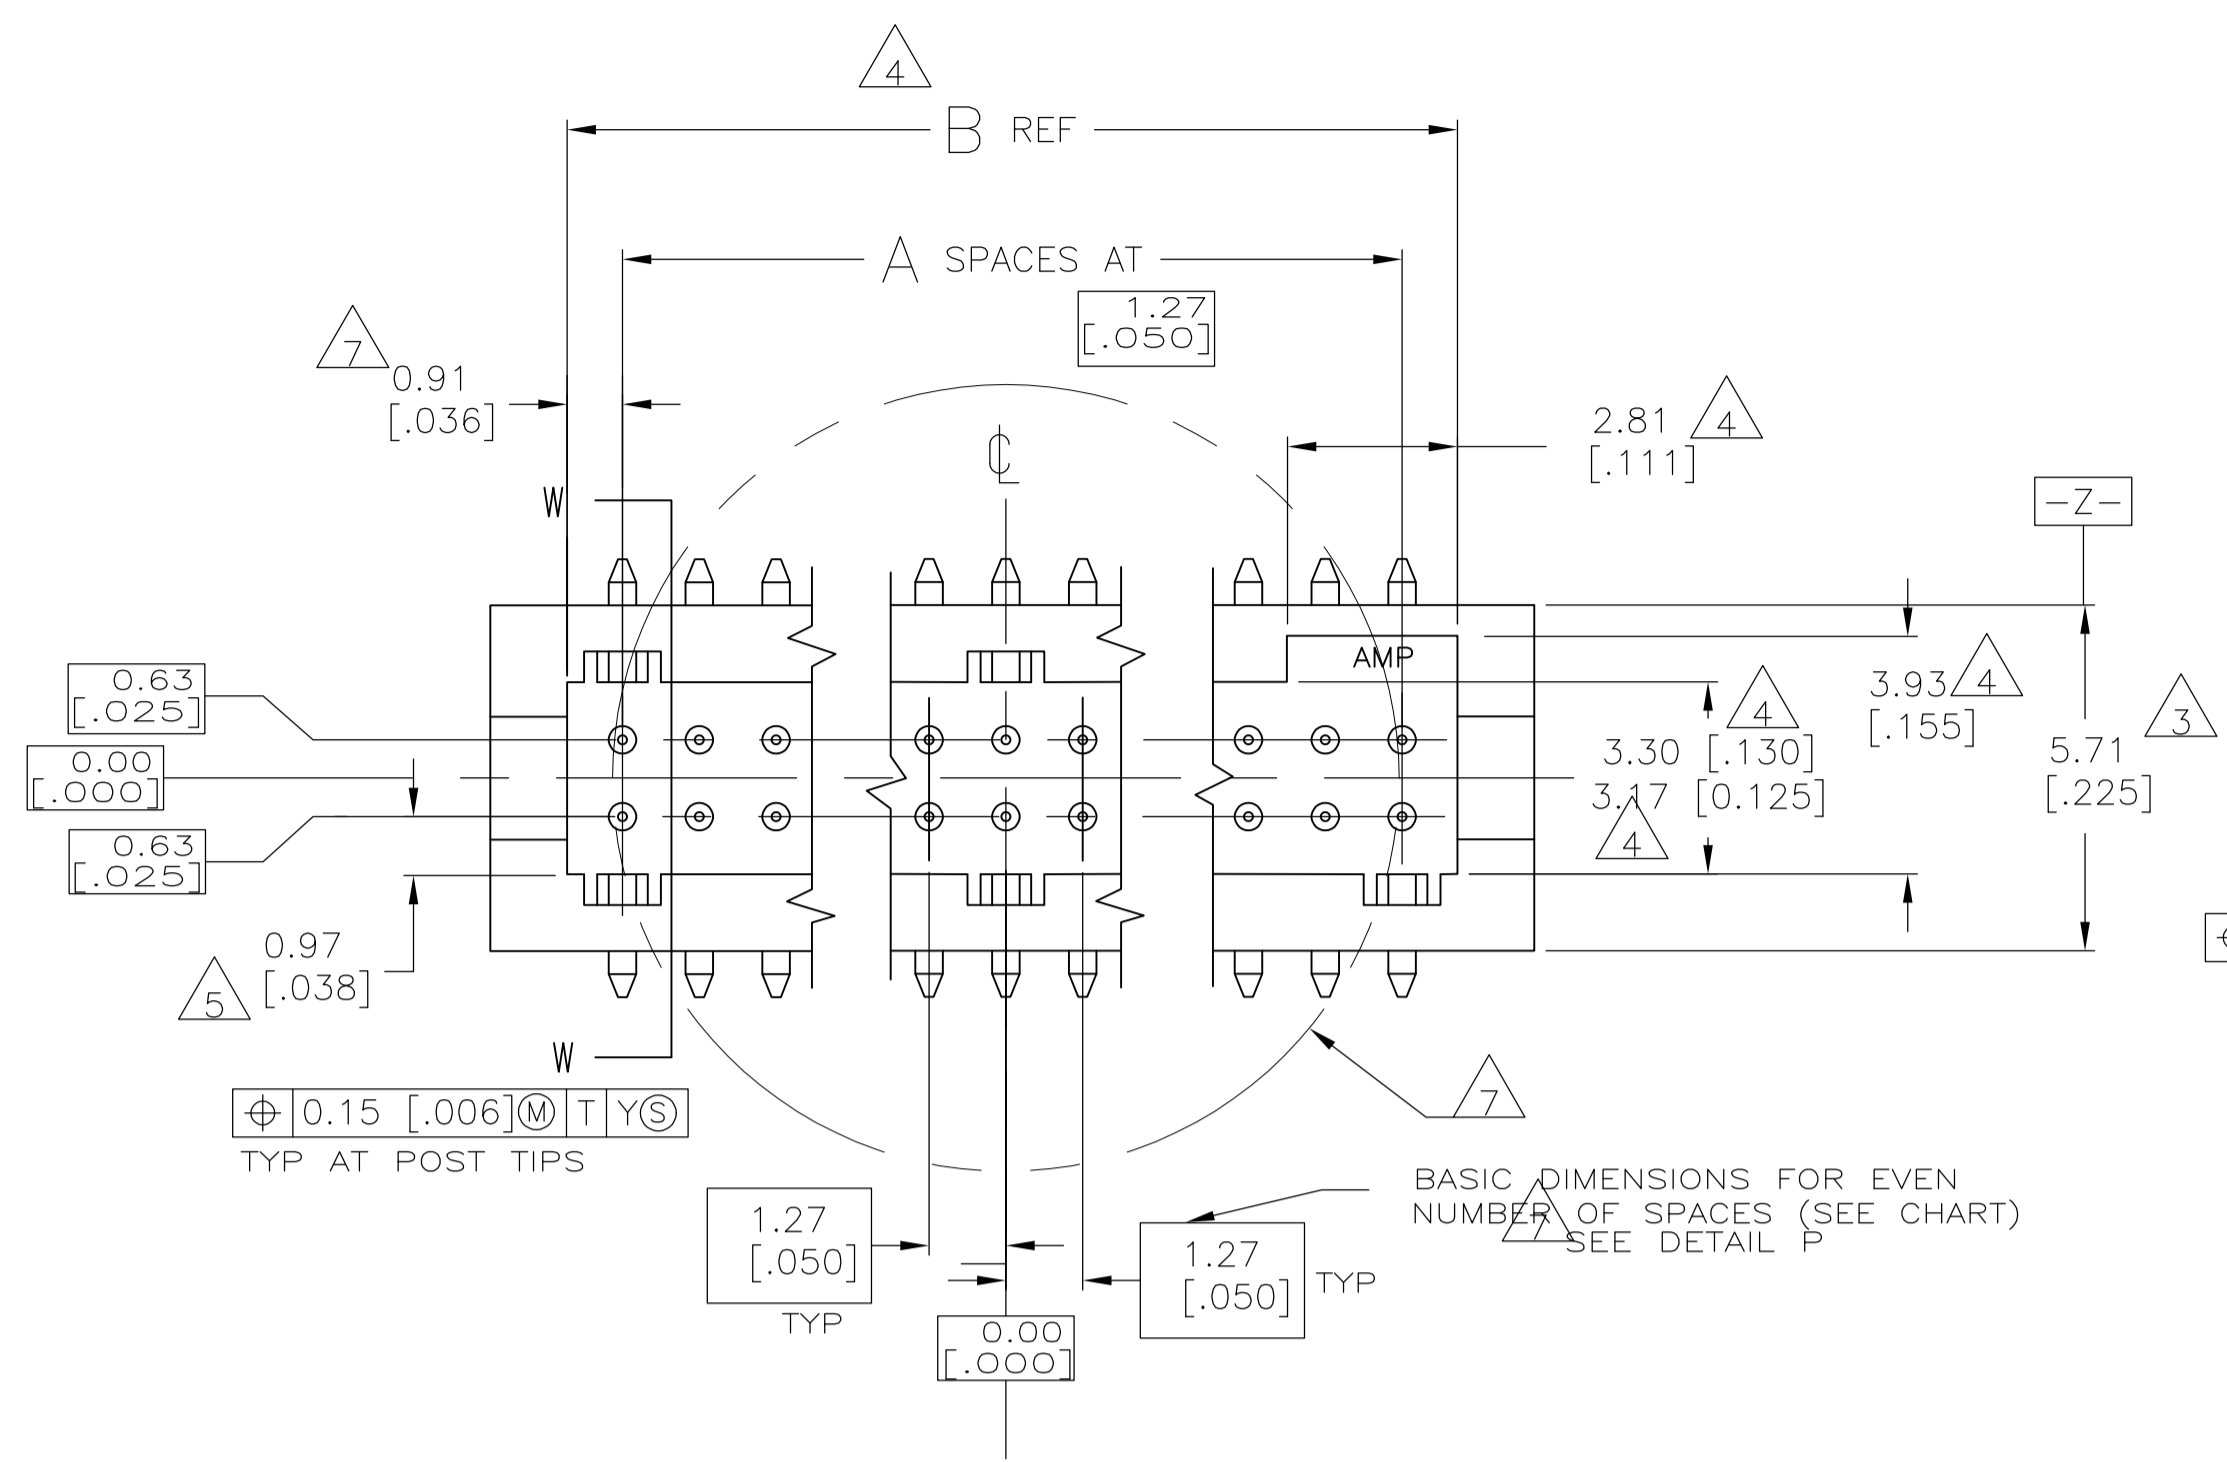 4
B REF
A SPACES AT
1.27
[.050]
7
0.91
[.036]
2.81
4
[.111]
℄
W
-Z-
AMP
0.63
[.025]
0.00
[.000]
0.63
[.025]
3.93
4
[.155]
4
3.30 [.130]
3.17 [0.125]
4
3
5.71
[.225]
0.97
[.038]
5
W
⌖ 0.15 [.006]Ⓜ T YⓈ
TYP AT POST TIPS
7
BASIC DIMENSIONS FOR EVEN
NUMBER OF SPACES (SEE CHART)
7
SEE DETAIL P
1.27
[.050]
TYP
1.27
[.050]
TYP
0.00
[.000]